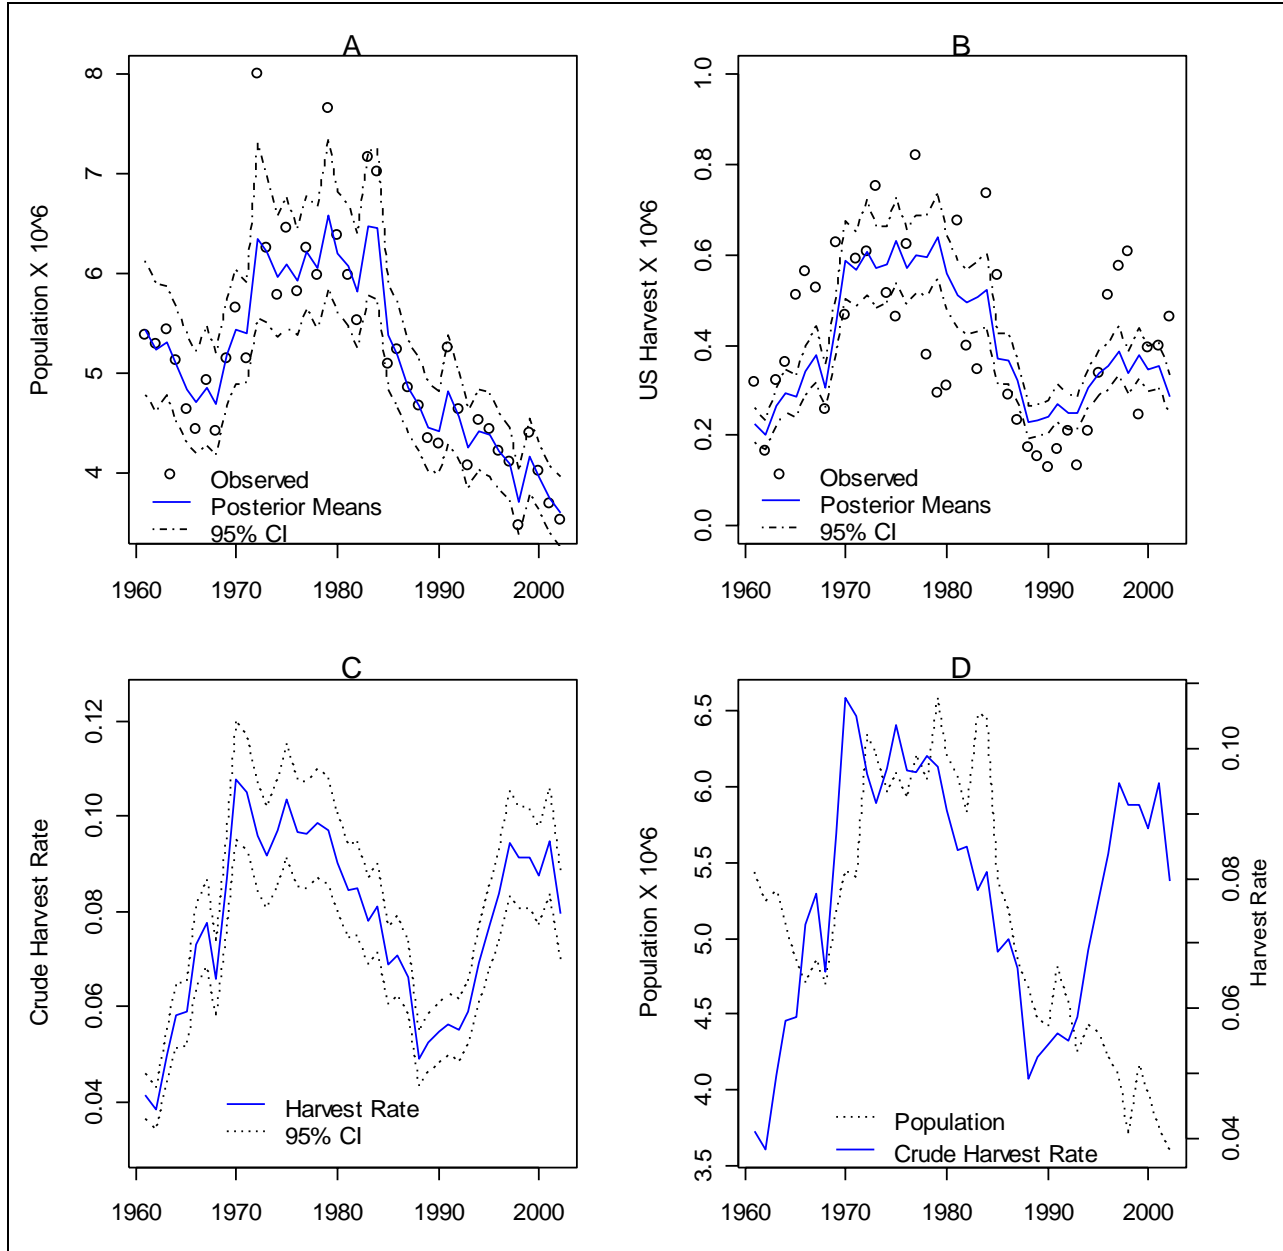 A
Population X 10^6
8
7
6
5
4
Observed
Posterior Means
95% CI
1960 1970 1980 1990 2000
B
US Harvest X 10^6
1.0
0.8
0.6
0.4
0.2
0.0
Observed
Posterior Means
95% CI
1960 1970 1980 1990 2000
C
Crude Harvest Rate
0.12
0.10
0.08
0.06
0.04
Harvest Rate
95% CI
1960 1970 1980 1990 2000
D
Population X 10^6
6.5
6.0
5.5
5.0
4.5
4.0
3.5
Population
Crude Harvest Rate
0.10
0.08
0.06
0.04
Harvest Rate
1960 1970 1980 1990 2000